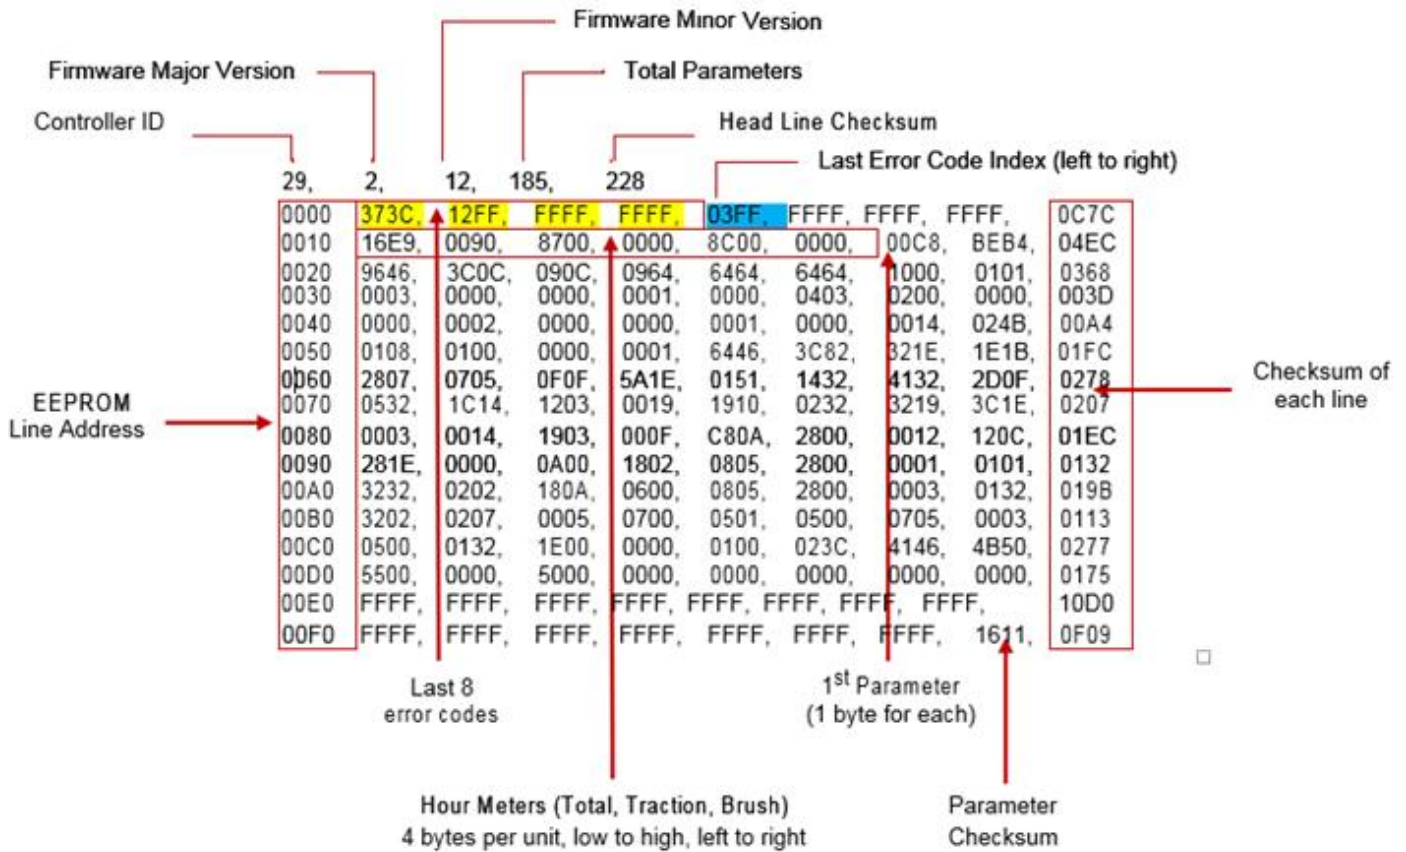 Firmware Minor Version
Firmware Major Version
Total Parameters
Controller ID
Head Line Checksum
Last Error Code Index (left to right)
29, 2, 12, 185, 228
0000 373C, 12FF, FFFF, FFFF, 03FF, FFFF, FFFF, FFFF, 0C7C
0010 16E9, 0090, 8700, 0000, 8C00, 0000, 00C8, BEB4, 04EC
0020 9646, 3C0C, 090C, 0964, 6464, 6464, 1000, 0101, 0368
0030 0003, 0000, 0000, 0001, 0000, 0403, 0200, 0000, 003D
0040 0000, 0002, 0000, 0000, 0001, 0000, 0014, 024B, 00A4
0050 0108, 0100, 0000, 0001, 6446, 3C82, 321E, 1E1B, 01FC
0060 2807, 0705, 0F0F, 5A1E, 0151, 1432, 4132, 2D0F, 0278
0070 0532, 1C14, 1203, 0019, 1910, 0232, 3219, 3C1E, 0207
0080 0003, 0014, 1903, 000F, C80A, 2800, 0012, 120C, 01EC
0090 281E, 0000, 0A00, 1802, 0805, 2800, 0001, 0101, 0132
00A0 3232, 0202, 180A, 0600, 0805, 2800, 0003, 0132, 019B
00B0 3202, 0207, 0005, 0700, 0501, 0500, 0705, 0003, 0113
00C0 0500, 0132, 1E00, 0000, 0100, 023C, 4146, 4B50, 0277
00D0 5500, 0000, 5000, 0000, 0000, 0000, 0000, 0000, 0175
00E0 FFFF, FFFF, FFFF, FFFF, FFFF, FFFF, FFFF, FFFF, 10D0
00F0 FFFF, FFFF, FFFF, FFFF, FFFF, FFFF, FFFF, 1611, 0F09
EEPROM
Line Address
Checksum of
each line
Last 8
error codes
1st Parameter
(1 byte for each)
Hour Meters (Total, Traction, Brush)
4 bytes per unit, low to high, left to right
Parameter
Checksum